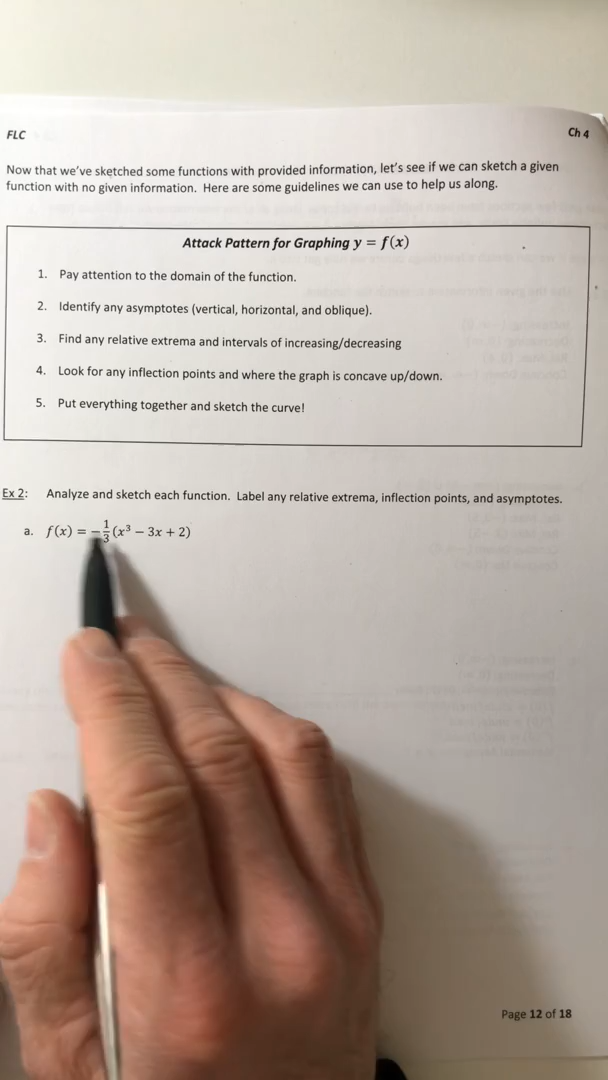 FLC
Ch 4
Now that we've sketched some functions with provided information, let's see if we can sketch a given
function with no given information. Here are some guidelines we can use to help us along.
Attack Pattern for Graphing y = f(x)
1. Pay attention to the domain of the function.
2. Identify any asymptotes (vertical, horizontal, and oblique).
3. Find any relative extrema and intervals of increasing/decreasing
4. Look for any inflection points and where the graph is concave up/down.
5. Put everything together and sketch the curve!
Ex 2: Analyze and sketch each function. Label any relative extrema, inflection points, and asymptotes.
a. f(x) = −1/3(x³ − 3x + 2)
Page 12 of 18